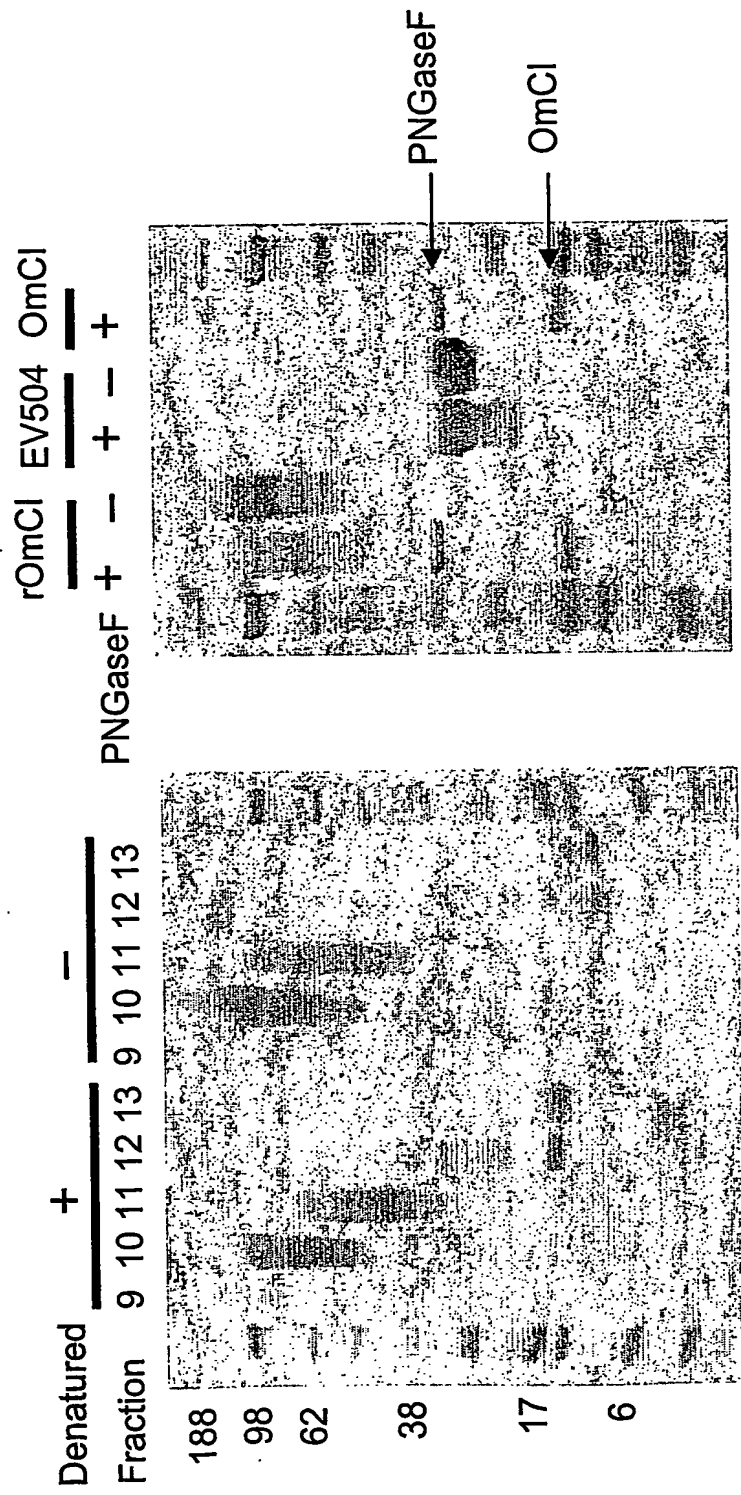 Denatured + −
Fraction 9 10 11 12 13 9 10 11 12 13
188
98
62
38
17
6
rOmCI EV504 OmCI
PNGaseF + − + − +
PNGaseF
OmCI